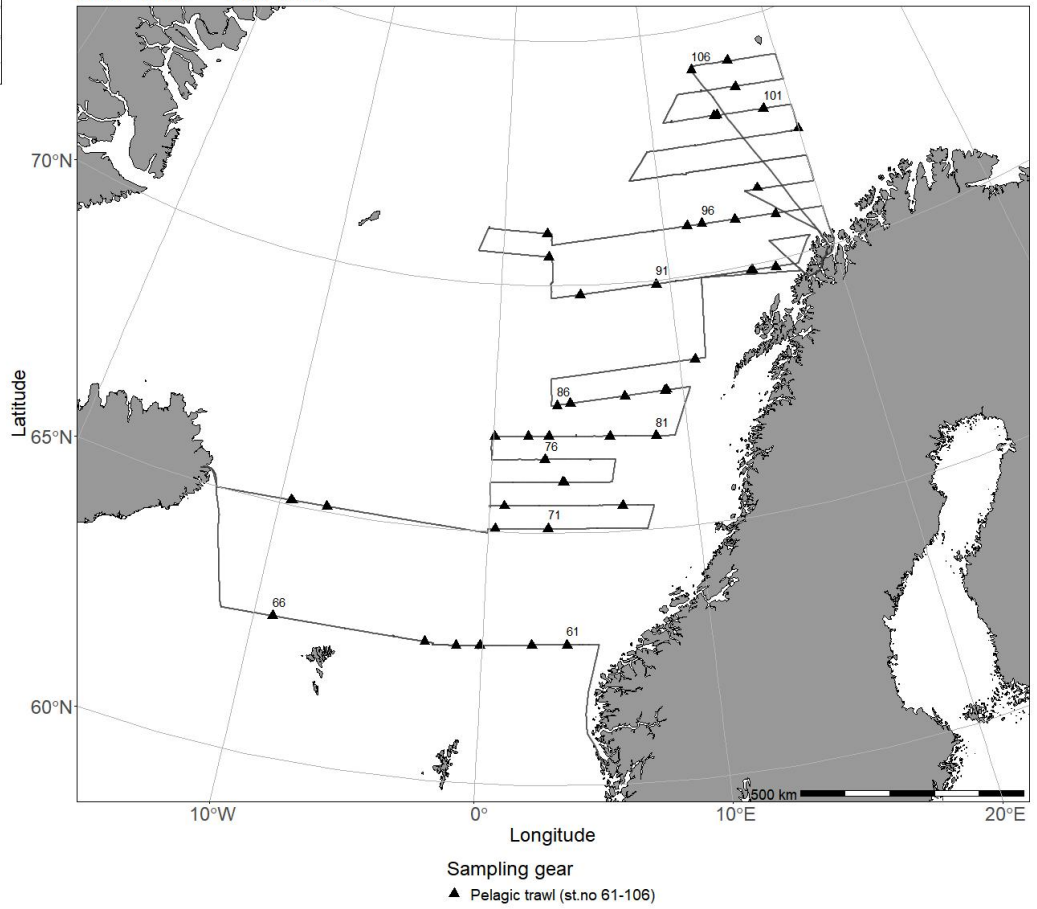 106
101
70°N
96
91
86
81
65°N
76
71
66
61
60°N
500 km
10°W
0°
10°E
20°E
Latitude
Longitude
Sampling gear
Pelagic trawl (st.no 61-106)